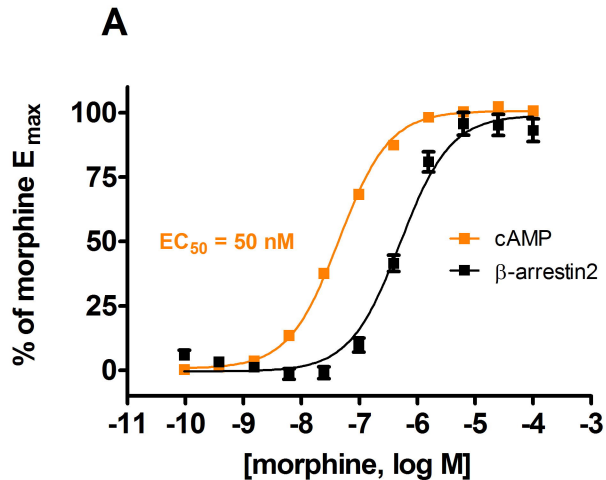 A
% of morphine Emax
100
75
50
25
0
EC50 = 50 nM
cAMP
β-arrestin2
-11 -10 -9 -8 -7 -6 -5 -4 -3
[morphine, log M]